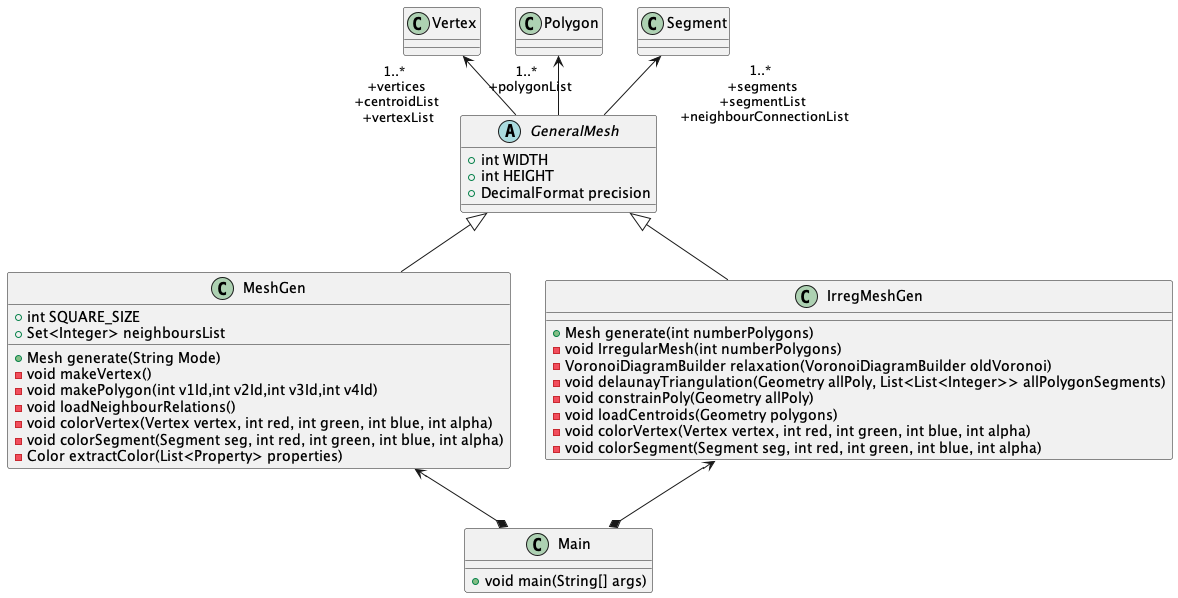 C Vertex
C Polygon
C Segment
1..*
+vertices
+centroidList
+vertexList
1..*
+polygonList
1..*
+segments
+segmentList
+neighbourConnectionList
A GeneralMesh
int WIDTH
int HEIGHT
DecimalFormat precision
C MeshGen
int SQUARE_SIZE
Set<Integer> neighboursList
Mesh generate(String Mode)
void makeVertex()
void makePolygon(int v1Id,int v2Id,int v3Id,int v4Id)
void loadNeighbourRelations()
void colorVertex(Vertex vertex, int red, int green, int blue, int alpha)
void colorSegment(Segment seg, int red, int green, int blue, int alpha)
Color extractColor(List<Property> properties)
C IrregMeshGen
Mesh generate(int numberPolygons)
void IrregularMesh(int numberPolygons)
VoronoiDiagramBuilder relaxation(VoronoiDiagramBuilder oldVoronoi)
void delaunayTriangulation(Geometry allPoly, List<List<Integer>> allPolygonSegments)
void constrainPoly(Geometry allPoly)
void loadCentroids(Geometry polygons)
void colorVertex(Vertex vertex, int red, int green, int blue, int alpha)
void colorSegment(Segment seg, int red, int green, int blue, int alpha)
C Main
void main(String[] args)